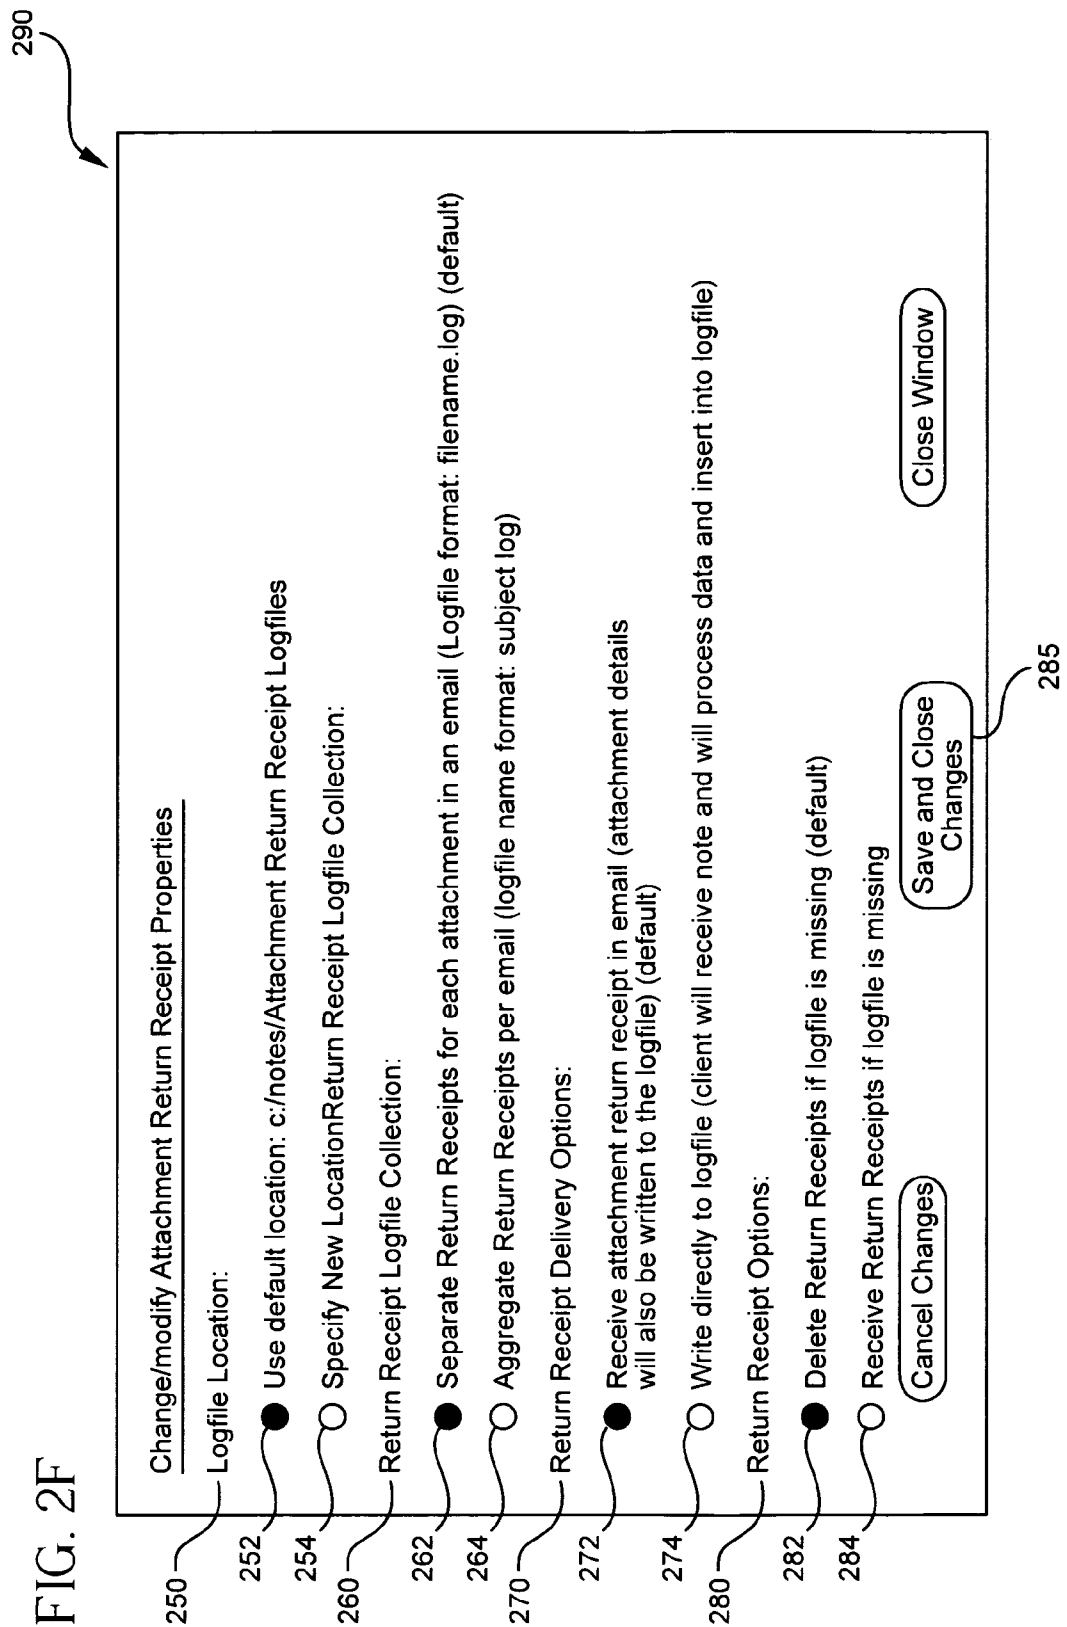 FIG. 2F
290
Change/modify Attachment Return Receipt Properties
250
Logfile Location:
252
Use default location: c:/notes/Attachment Return Receipt Logfiles
254
Specify New LocationReturn Receipt Logfile Collection:
260
Return Receipt Logfile Collection:
262
Separate Return Receipts for each attachment in an email (Logfile format: filename.log) (default)
264
Aggregate Return Receipts per email (logfile name format: subject log)
270
Return Receipt Delivery Options:
272
Receive attachment return receipt in email (attachment details
will also be written to the logfile) (default)
274
Write directly to logfile (client will receive note and will process data and insert into logfile)
280
Return Receipt Options:
282
Delete Return Receipts if logfile is missing (default)
284
Receive Return Receipts if logfile is missing
Cancel Changes
Save and Close
Changes
Close Window
285